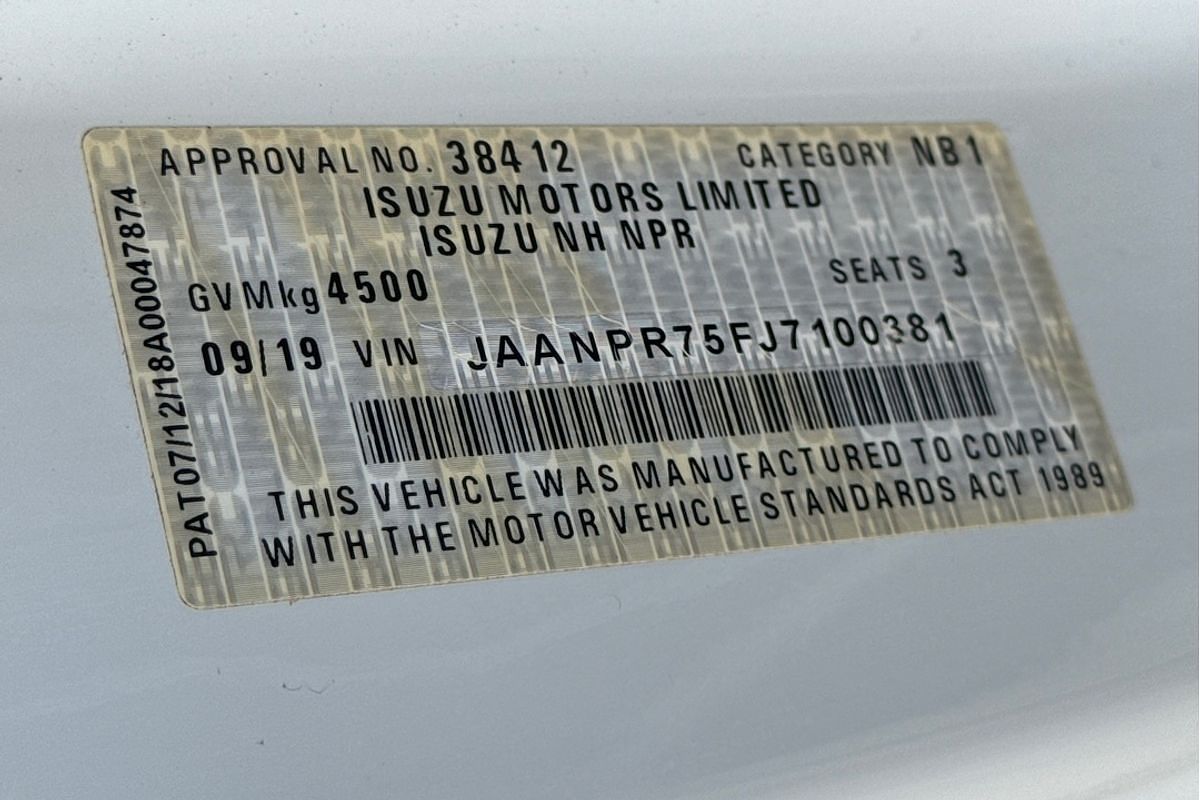 APPROVAL NO. 38412 CATEGORY NB1
ISUZU MOTORS LIMITED
ISUZU NH NPR
GVMkg 4500 SEATS 3
09/19 VIN JAANPR75FJ7100381
THIS VEHICLE WAS MANUFACTURED TO COMPLY
WITH THE MOTOR VEHICLE STANDARDS ACT 1989
PAT07/12/18A00047874